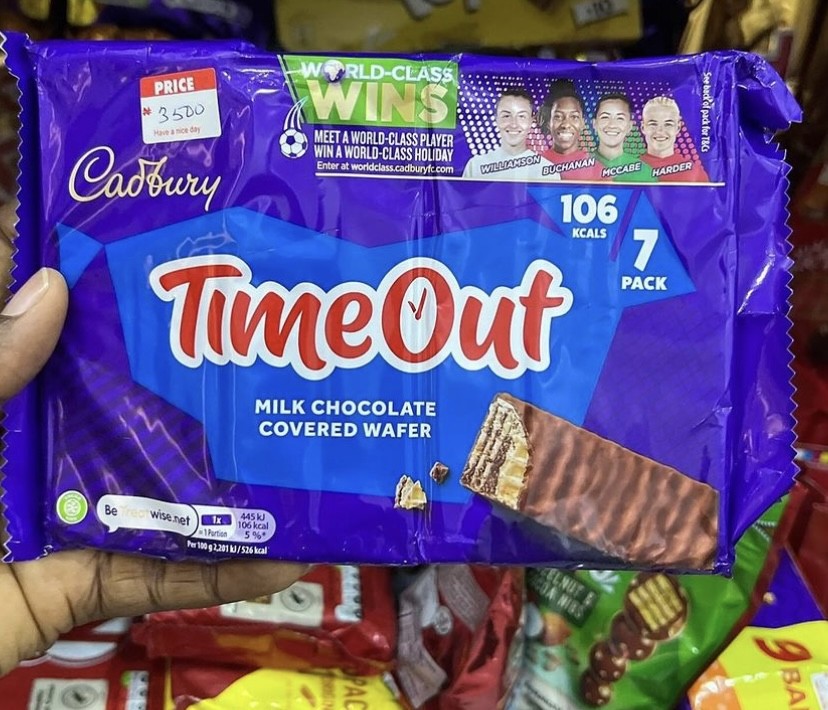 PRICE
3500
Have a nice day
WORLD-CLASS
WINS
MEET A WORLD-CLASS PLAYER
WIN A WORLD-CLASS HOLIDAY
Enter at worldclass.cadburyfc.com
WILLIAMSON
BUCHANAN
MCCABE
HARDER
See back of pack for T&Cs
Cadbury
106
KCALS
7
PACK
TimeOut
MILK CHOCOLATE
COVERED WAFER
Be Treatwise.net
1x
= 1 Portion
445 kJ
106 kcal
5 %*
Per 100 g 2,201 kJ / 526 kcal
9